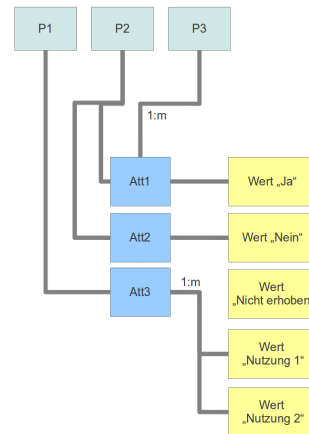 P1
P2
P3
1:m
Att1
Wert „Ja“
Att2
Wert „Nein“
Att3
1:m
Wert
„Nicht erhoben
Wert
„Nutzung 1“
Wert
„Nutzung 2“